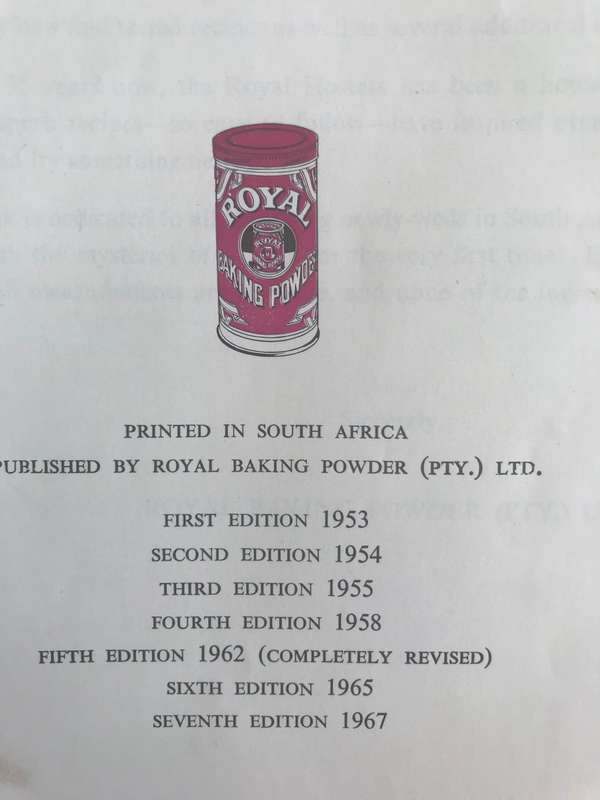 ROYAL
ROYAL
BAKING POWD
PRINTED IN SOUTH AFRICA
PUBLISHED BY ROYAL BAKING POWDER (PTY.) LTD.
FIRST EDITION 1953
SECOND EDITION 1954
THIRD EDITION 1955
FOURTH EDITION 1958
FIFTH EDITION 1962 (COMPLETELY REVISED)
SIXTH EDITION 1965
SEVENTH EDITION 1967